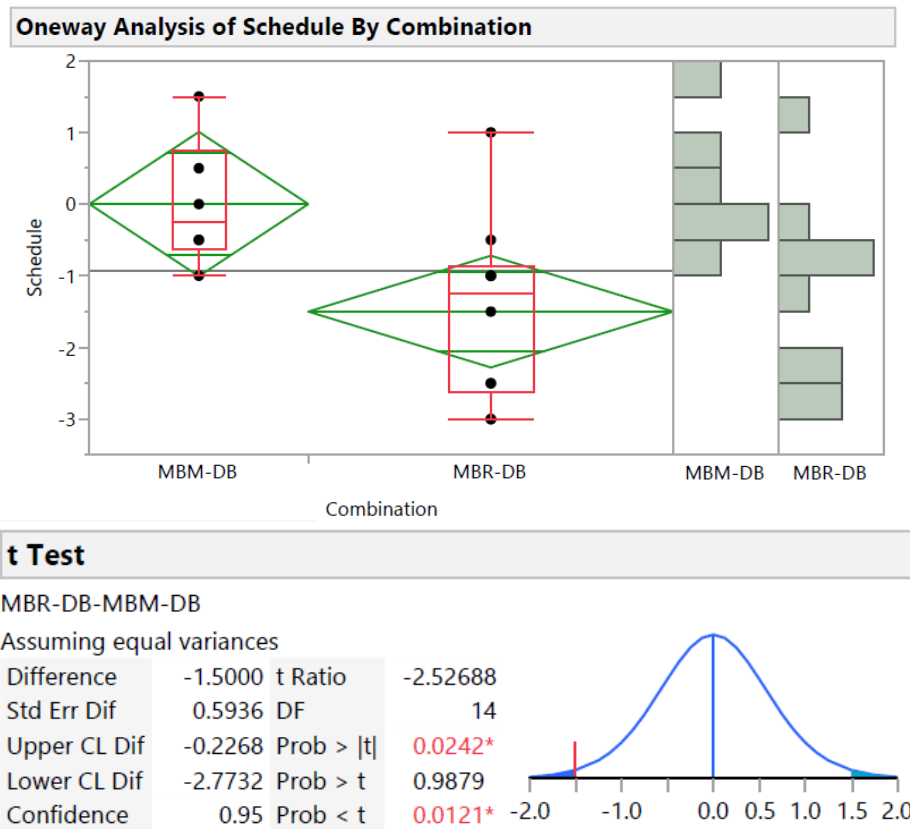 Oneway Analysis of Schedule By Combination
2
1
0
-1
-2
-3
Schedule
MBM-DB
MBR-DB
MBM-DB
MBR-DB
Combination
t Test
MBR-DB-MBM-DB
Assuming equal variances
Difference -1.5000 t Ratio -2.52688
Std Err Dif 0.5936 DF 14
Upper CL Dif -0.2268 Prob > |t| 0.0242*
Lower CL Dif -2.7732 Prob > t 0.9879
Confidence 0.95 Prob < t 0.0121*
-2.0 -1.0 0.0 0.5 1.0 1.5 2.0